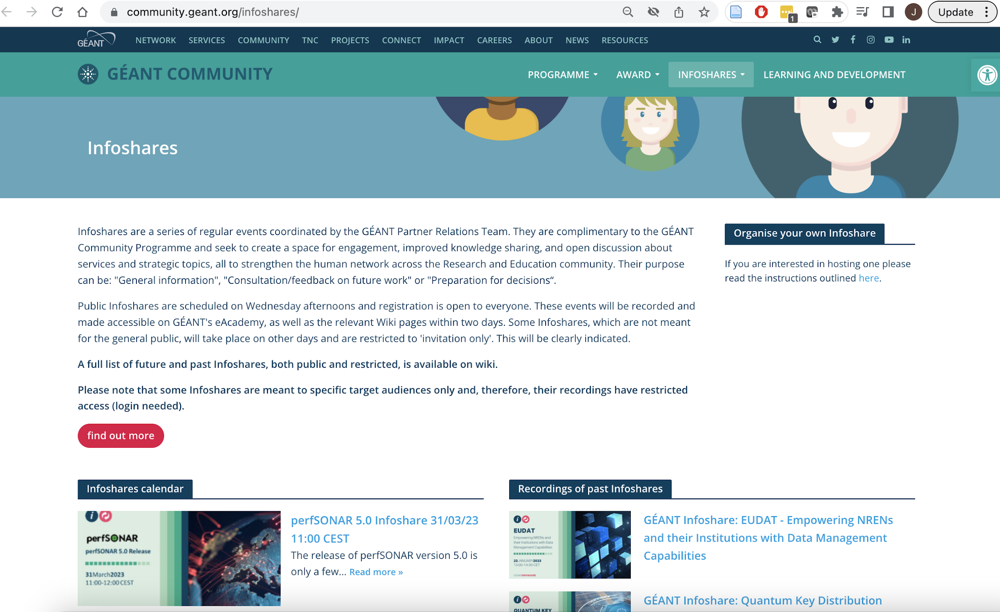 community.geant.org/infoshares/
1
J
Update
GÉANT
NETWORK SERVICES COMMUNITY TNC PROJECTS CONNECT IMPACT CAREERS ABOUT NEWS RESOURCES
GÉANT COMMUNITY
PROGRAMME AWARD INFOSHARES LEARNING AND DEVELOPMENT
Infoshares
Infoshares are a series of regular events coordinated by the GÉANT Partner Relations Team. They are complimentary to the GÉANT
Community Programme and seek to create a space for engagement, improved knowledge sharing, and open discussion about
services and strategic topics, all to strengthen the human network across the Research and Education community. Their purpose
can be: "General information", "Consultation/feedback on future work" or "Preparation for decisions“.
Public Infoshares are scheduled on Wednesday afternoons and registration is open to everyone. These events will be recorded and
made accessible on GÉANT's eAcademy, as well as the relevant Wiki pages within two days. Some Infoshares, which are not meant
for the general public, will take place on other days and are restricted to 'invitation only'. This will be clearly indicated.
A full list of future and past Infoshares, both public and restricted, is available on wiki.
Please note that some Infoshares are meant to specific target audiences only and, therefore, their recordings have restricted
access (login needed).
find out more
Organise your own Infoshare
If you are interested in hosting one please
read the instructions outlined here.
Infoshares calendar
perfSONAR
perfSONAR 5.0 Release
31March2023
11:00-12:00 CEST
perfSONAR 5.0 Infoshare 31/03/23
11:00 CEST
The release of perfSONAR version 5.0 is
only a few... Read more »
Recordings of past Infoshares
EUDAT
Empowering NRENs and
their Institutions with Data
Management Capabilities
23JANUARY2023
13:00-14:30 CET
GÉANTINFOSHARE
GÉANT Infoshare: EUDAT - Empowering NRENs
and their Institutions with Data Management
Capabilities
QUANTUM KEY
GÉANT Infoshare: Quantum Key Distribution